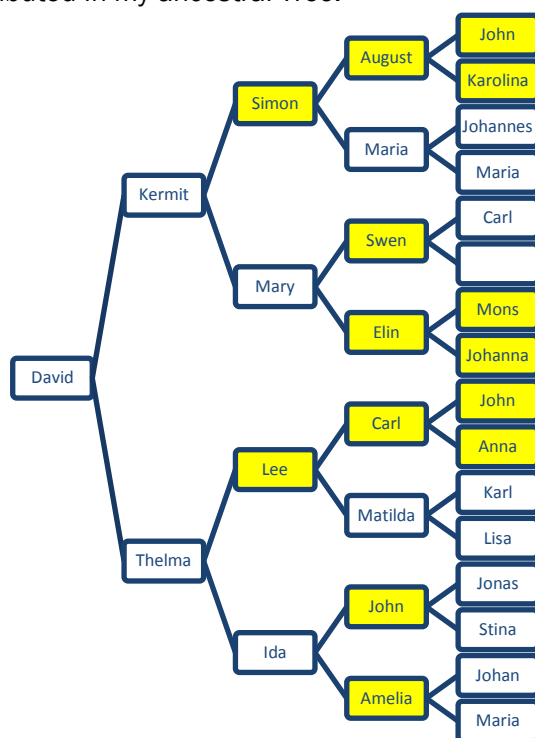 John
August
Karolina
Simon
Johannes
Maria
Maria
Kermit
Carl
Swen
Mary
Mons
Elin
Johanna
David
John
Carl
Anna
Lee
Karl
Matilda
Lisa
Thelma
Jonas
John
Stina
Ida
Johan
Amelia
Maria